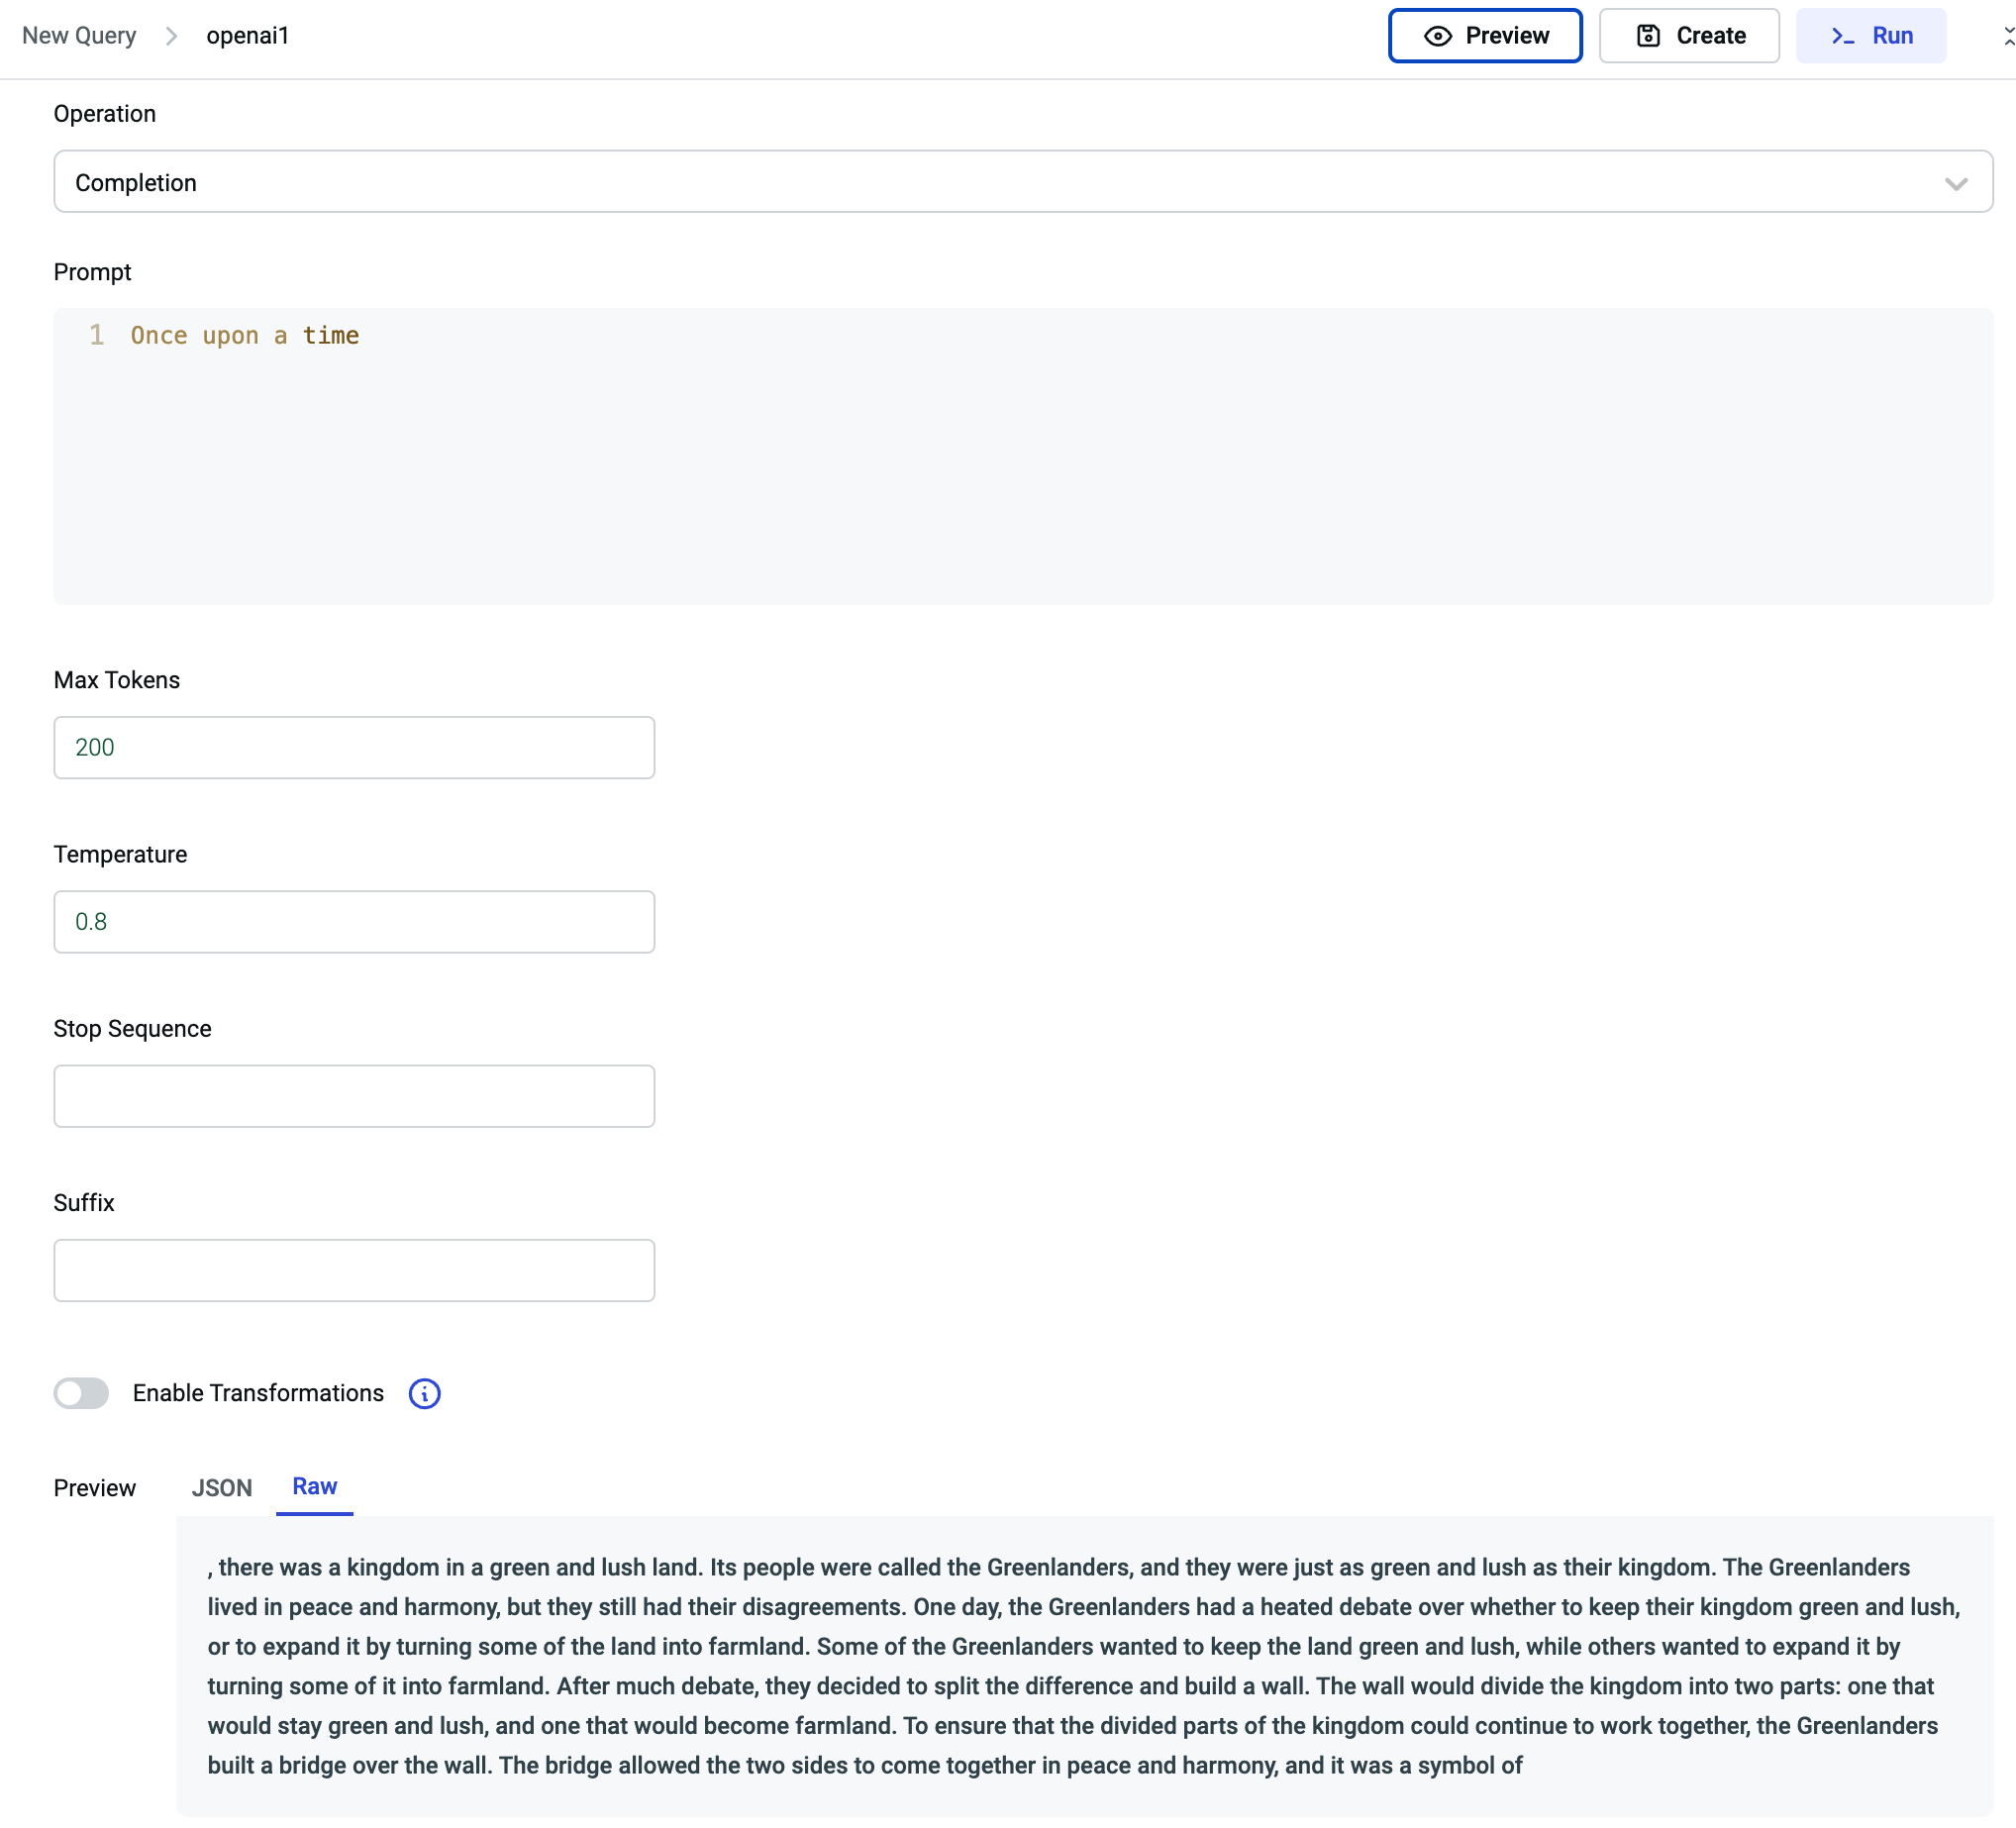 New Query > openai1
Preview
Create
>_ Run
Operation
Completion
Prompt
1 Once upon a time
Max Tokens
200
Temperature
0.8
Stop Sequence
Suffix
Enable Transformations
Preview JSON Raw
, there was a kingdom in a green and lush land. Its people were called the Greenlanders, and they were just as green and lush as their kingdom. The Greenlanders
lived in peace and harmony, but they still had their disagreements. One day, the Greenlanders had a heated debate over whether to keep their kingdom green and lush,
or to expand it by turning some of the land into farmland. Some of the Greenlanders wanted to keep the land green and lush, while others wanted to expand it by
turning some of it into farmland. After much debate, they decided to split the difference and build a wall. The wall would divide the kingdom into two parts: one that
would stay green and lush, and one that would become farmland. To ensure that the divided parts of the kingdom could continue to work together, the Greenlanders
built a bridge over the wall. The bridge allowed the two sides to come together in peace and harmony, and it was a symbol of